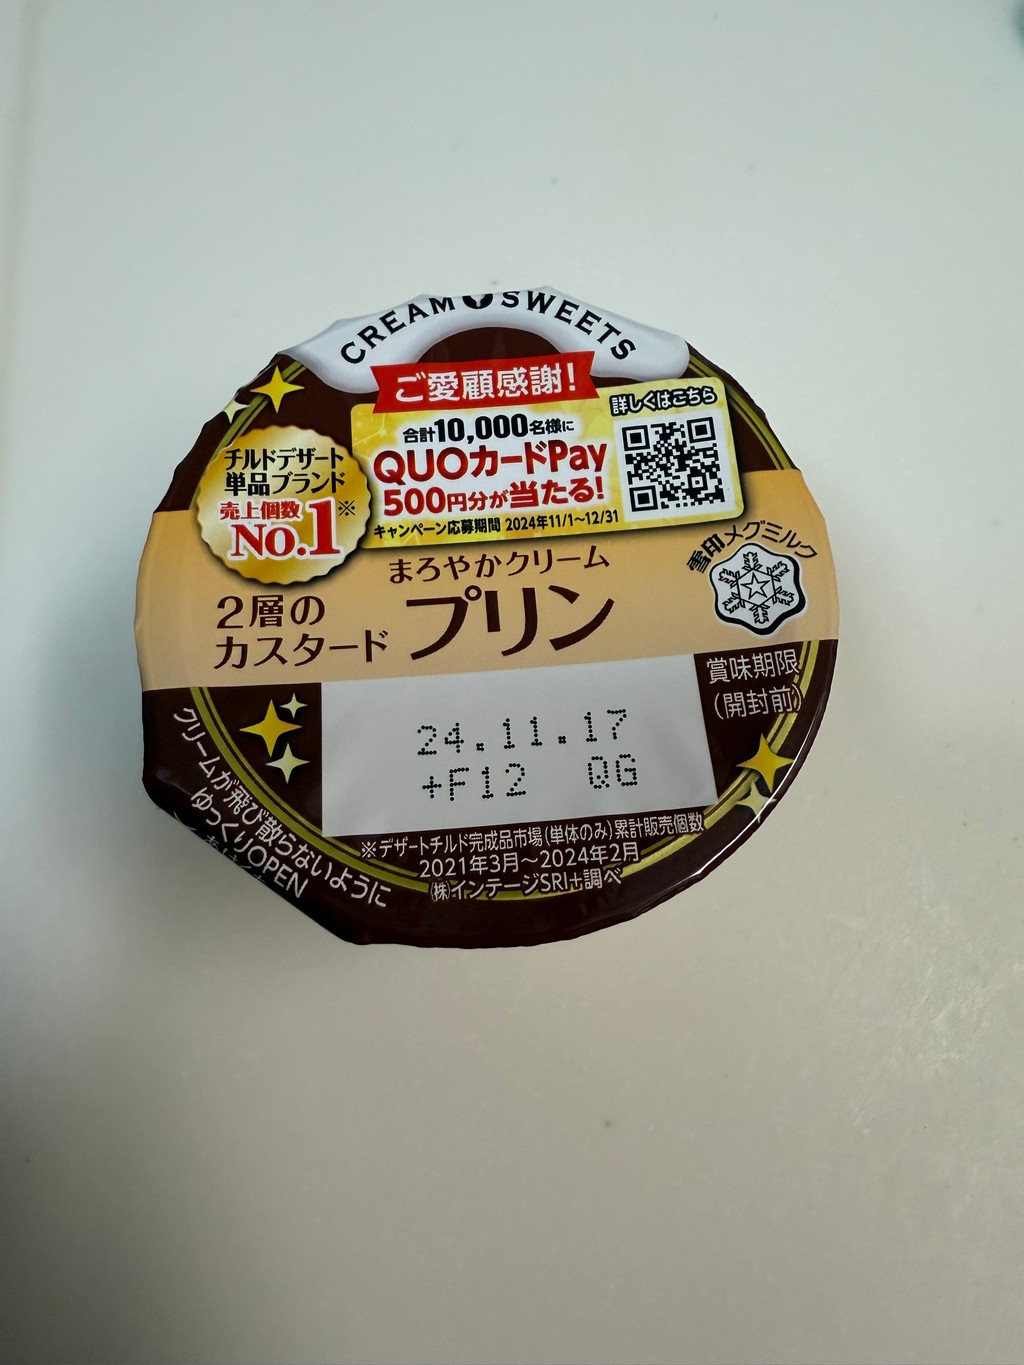 CREAM SWEETS
ご愛顧感謝!
詳しくはこちら
合計10,000名様に
QUOカードPay
500円分が当たる!
キャンペーン応募期間 2024年11/1~12/31
チルドデザート
単品ブランド
売上個数※
No.1
雪印メグミルク
まろやかクリーム
2層の
カスタード
プリン
賞味期限
(開封前)
24.11.17
+F12 QG
※デザートチルド完成品市場(単体のみ)累計販売個数
2021年3月~2024年2月
㈱インテージSRI+調べ
クリームが飛び散らないように
ゆっくりOPEN